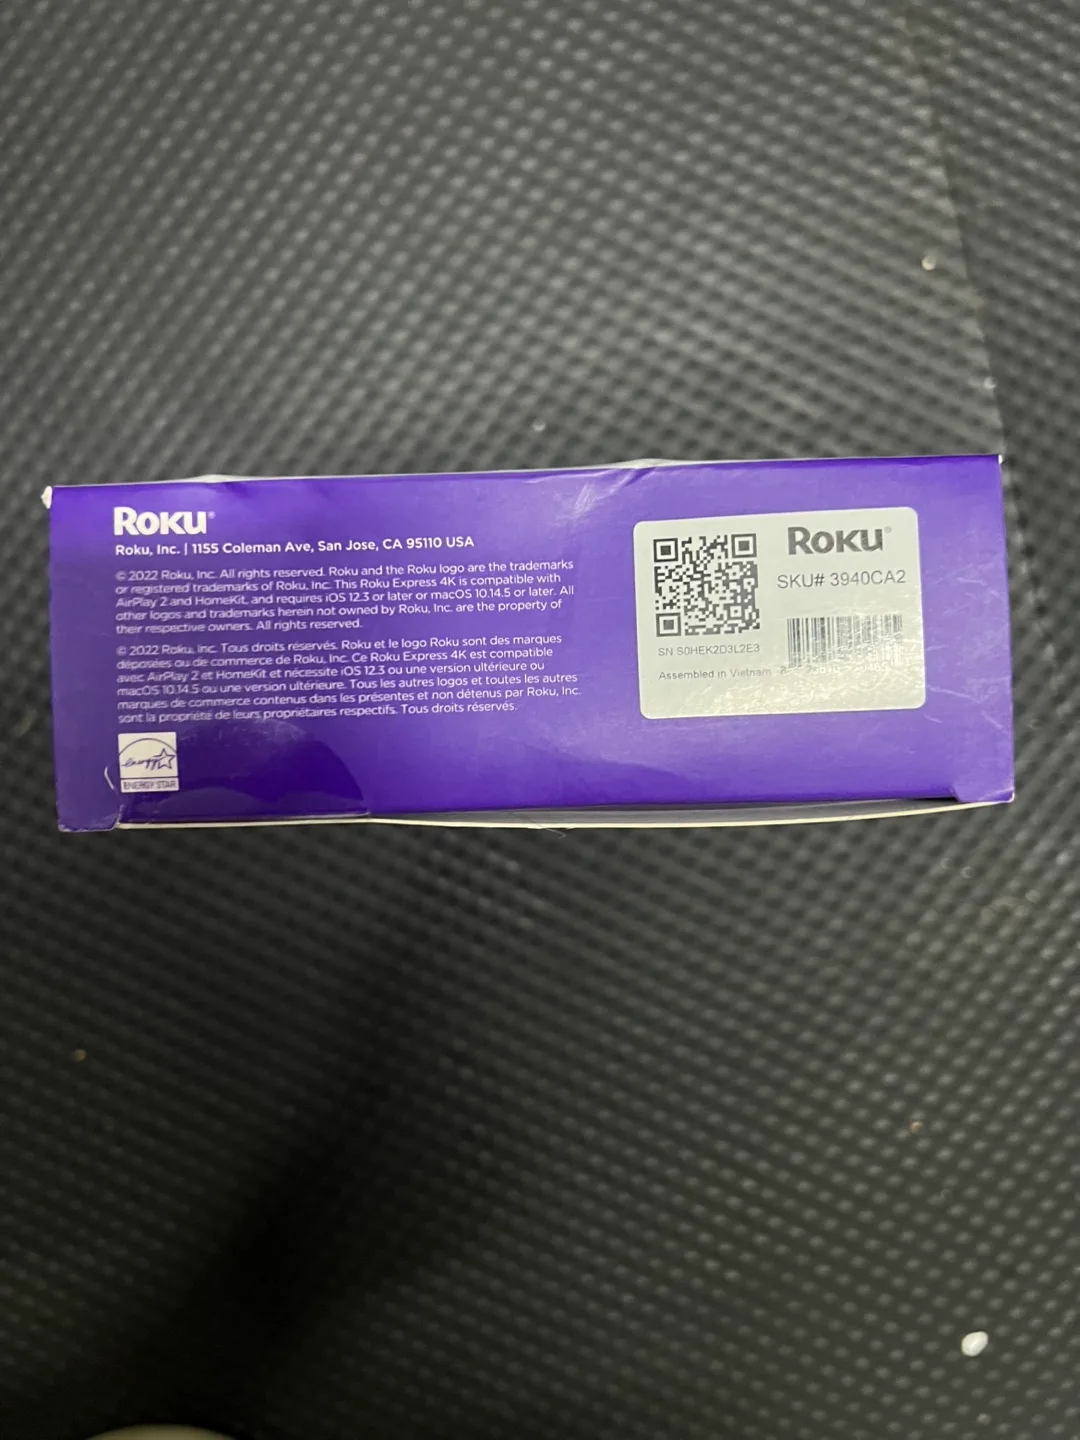 ROKU®
Roku, Inc. | 1155 Coleman Ave, San Jose, CA 95110 USA
© 2022 Roku, Inc. All rights reserved. Roku and the Roku logo are the trademarks
or registered trademarks of Roku, Inc. This Roku Express 4K is compatible with
AirPlay 2 and HomeKit, and requires iOS 12.3 or later or macOS 10.14.5 or later. All
other logos and trademarks herein not owned by Roku, Inc. are the property of
their respective owners. All rights reserved.
© 2022 Roku, Inc. Tous droits réservés. Roku et le logo Roku sont des marques
déposées ou de commerce de Roku, Inc. Ce Roku Express 4K est compatible
avec AirPlay 2 et HomeKit et nécessite iOS 12.3 ou une version ultérieure ou
macOS 10.14.5 ou une version ultérieure. Tous les autres logos et toutes les autres
marques de commerce contenus dans les présentes et non détenus par Roku, Inc.
sont la propriété de leurs propriétaires respectifs. Tous droits réservés.
energy
ENERGY STAR
ROKU®
SKU# 3940CA2
SN S0HEK2D3L2E3
Assembled in Vietnam